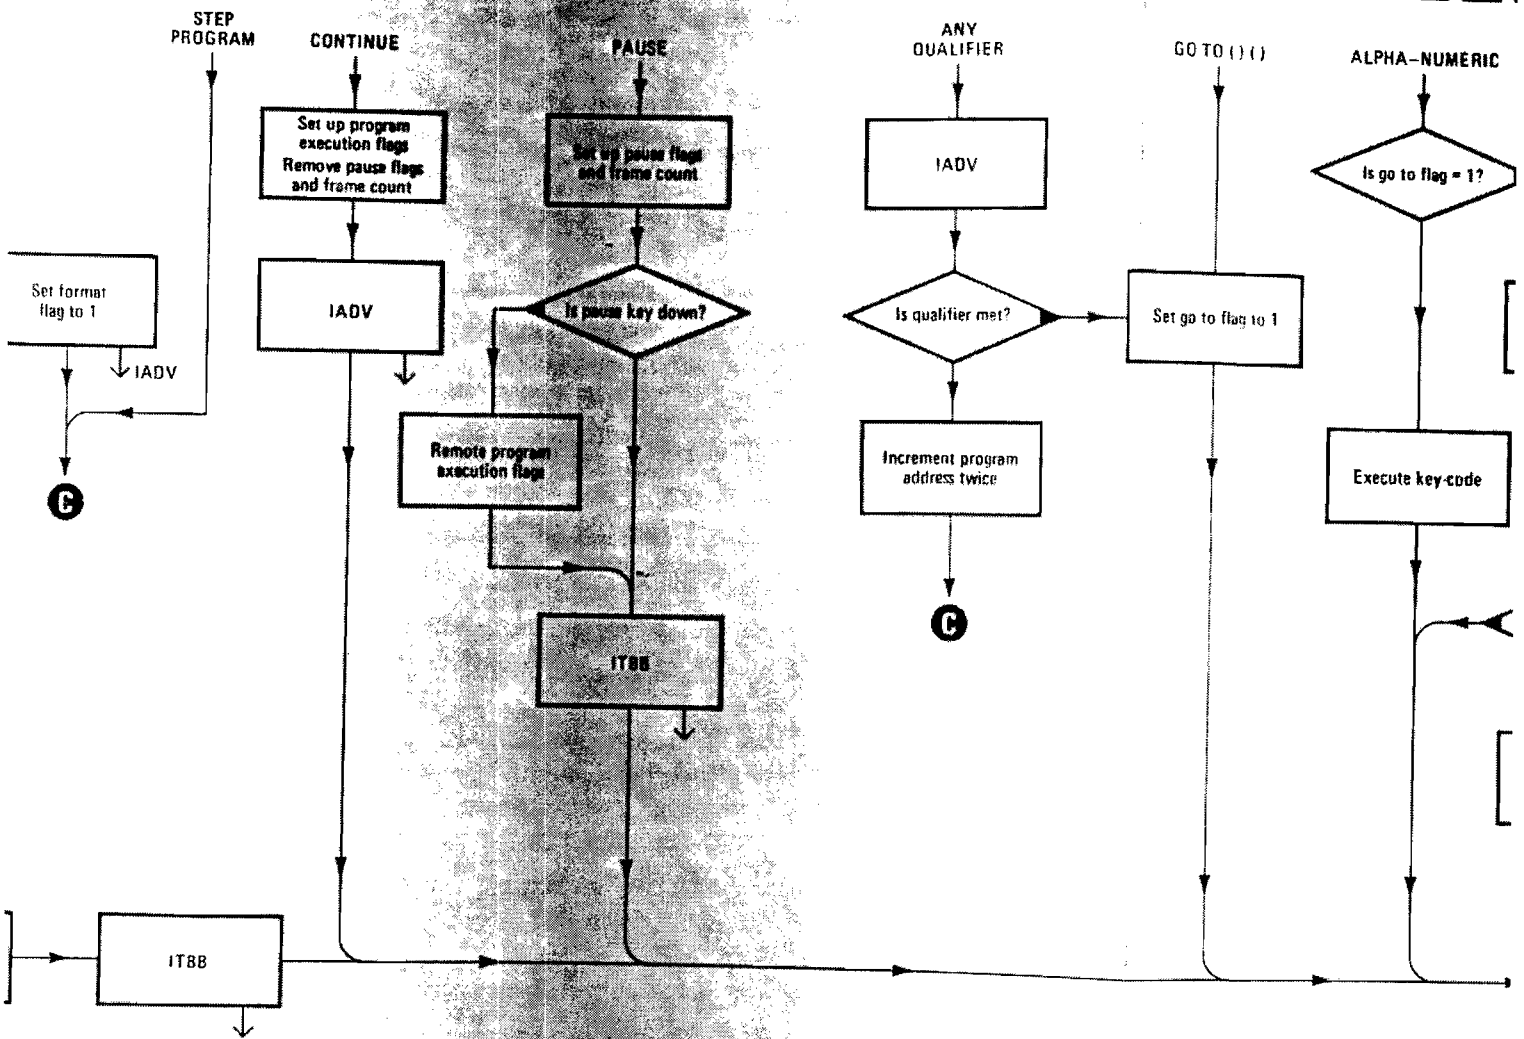 STEP
PROGRAM
CONTINUE
PAUSE
ANY
QUALIFIER
GO TO ( ) ( )
ALPHA-NUMERIC
Set up program
execution flags
Remove pause flags
and frame count
Set up pause flags
and frame count
IADV
Is go to flag = 1?
Set format
flag to 1
IADV
IADV
Is pause key down?
Is qualifier met?
Set go to flag to 1
Remote program
execution flags
Increment program
address twice
Execute key-code
C
C
ITBB
ITBB